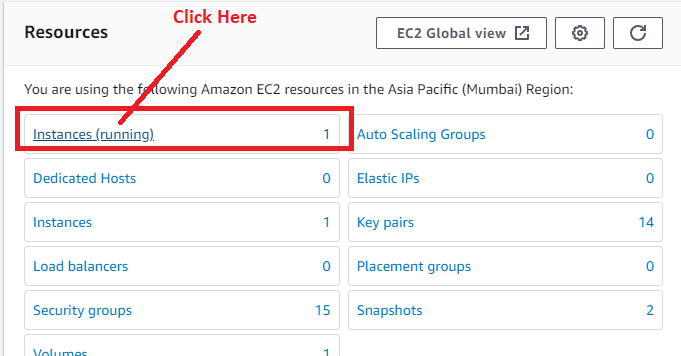 Click Here
Resources
EC2 Global view
You are using the following Amazon EC2 resources in the Asia Pacific (Mumbai) Region:
Instances (running) 1
Auto Scaling Groups 0
Dedicated Hosts 0
Elastic IPs 0
Instances 1
Key pairs 14
Load balancers 0
Placement groups 0
Security groups 15
Snapshots 2
Volumes 1